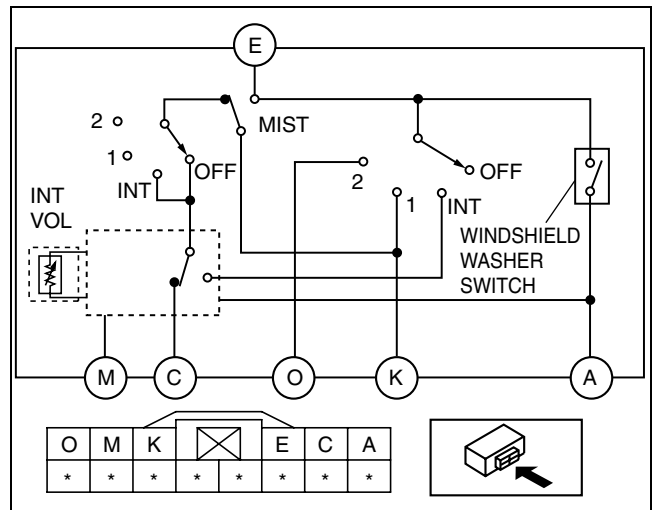 E
MIST
2
1
OFF
INT
2
1
OFF
INT
INT
VOL
WINDSHIELD
WASHER
SWITCH
M C O K A
O M K E C A
* * * * * * * *